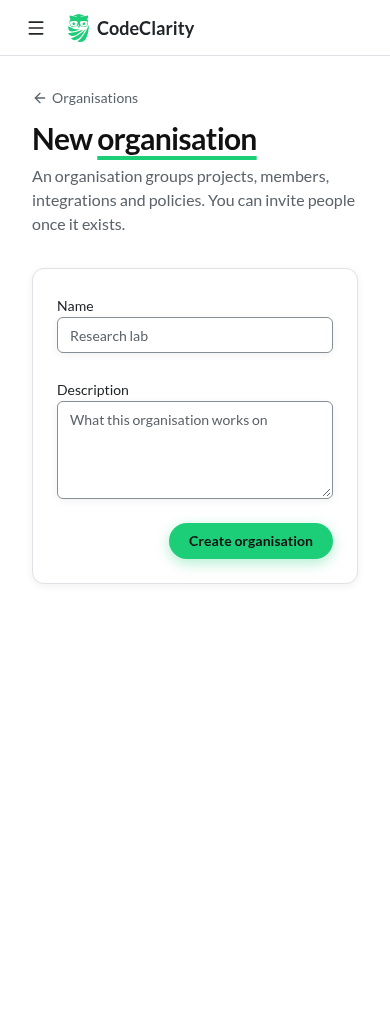 CodeClarity
Organisations
New organisation
An organisation groups projects, members,
integrations and policies. You can invite people
once it exists.
Name
Research lab
Description
What this organisation works on
Create organisation